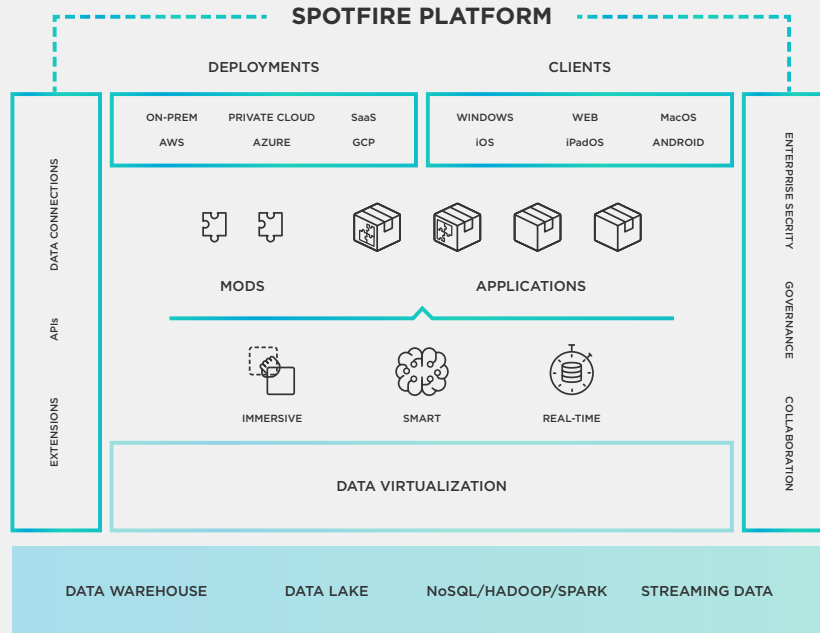 SPOTFIRE PLATFORM
DEPLOYMENTS
CLIENTS
ON-PREM PRIVATE CLOUD SaaS
AWS AZURE GCP
WINDOWS WEB MacOS
iOS iPadOS ANDROID
DATA CONNECTIONS
APIs
EXTENSIONS
ENTERPRISE SECRITY
GOVERNANCE
COLLABORATION
MODS
APPLICATIONS
IMMERSIVE
SMART
REAL-TIME
DATA VIRTUALIZATION
DATA WAREHOUSE DATA LAKE NoSQL/HADOOP/SPARK STREAMING DATA